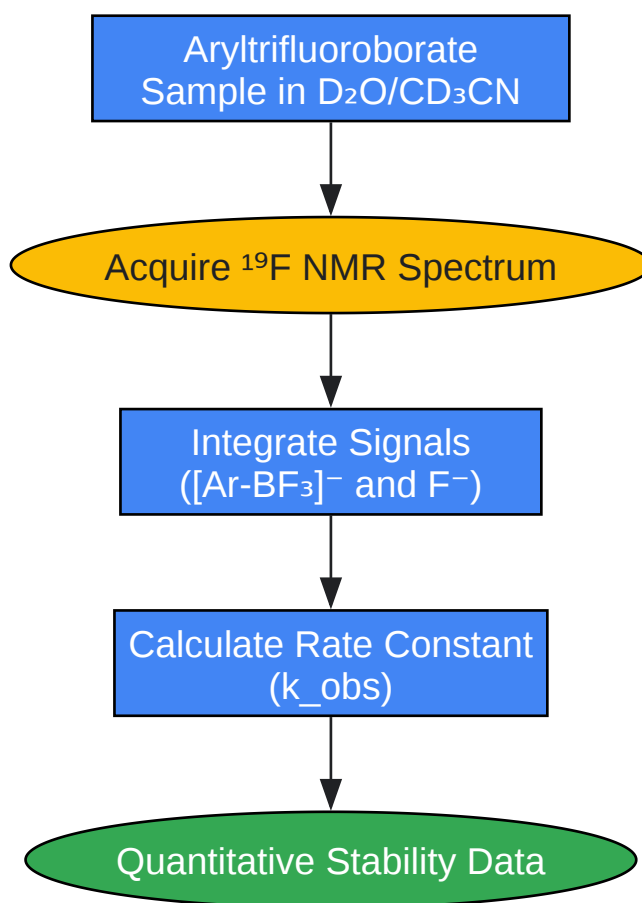 Aryltrifluoroborate
Sample in D₂O/CD₃CN
Acquire ¹⁹F NMR Spectrum
Integrate Signals
([Ar-BF₃]⁻ and F⁻)
Calculate Rate Constant
(k_obs)
Quantitative Stability Data